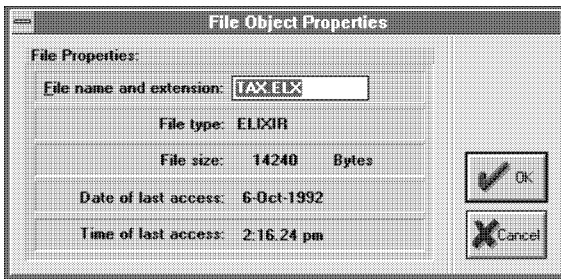 File Object Properties
File Properties:
File name and extension: TAX.ELX
File type: ELIXIR
File size: 14240 Bytes
Date of last access: 6-Oct-1992
Time of last access: 2:16.24 pm
OK
Cancel